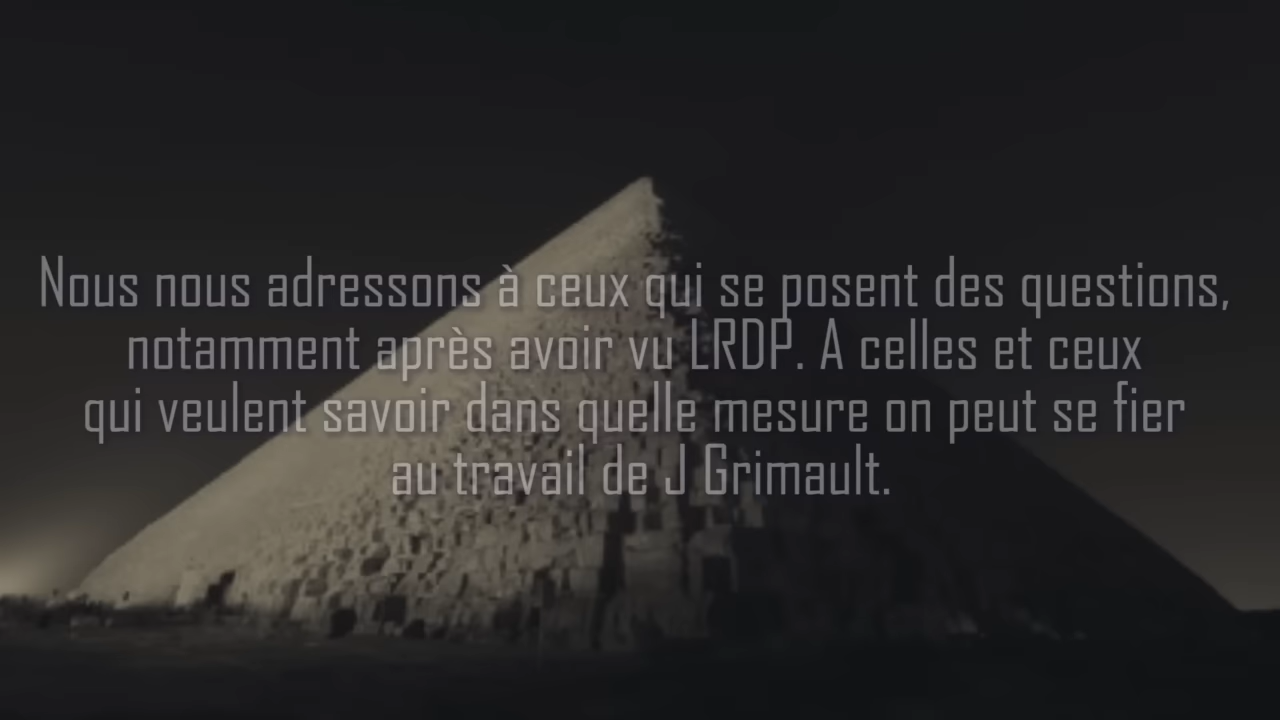 Nous nous adressons à ceux qui se posent des questions,
notamment après avoir vu LRDP. A celles et ceux
qui veulent savoir dans quelle mesure on peut se fier
au travail de J Grimault.